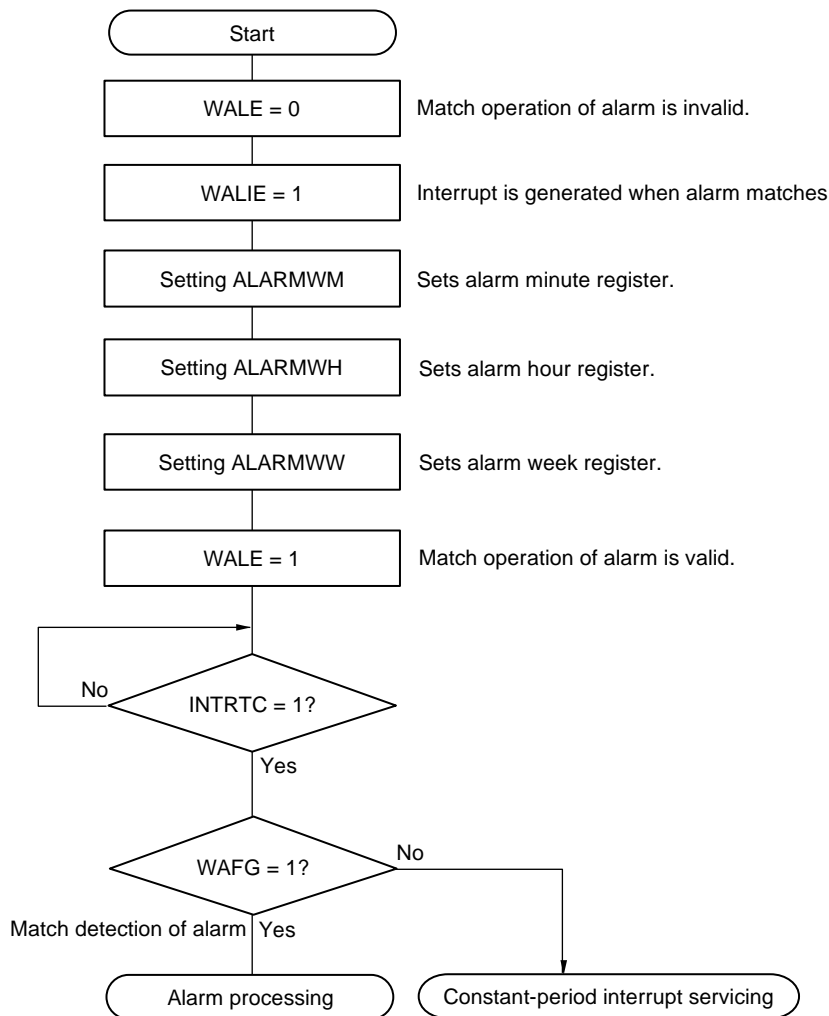 Start
WALE = 0
Match operation of alarm is invalid.
WALIE = 1
Interrupt is generated when alarm matches
Setting ALARMWM
Sets alarm minute register.
Setting ALARMWH
Sets alarm hour register.
Setting ALARMWW
Sets alarm week register.
WALE = 1
Match operation of alarm is valid.
No
INTRTC = 1?
Yes
WAFG = 1?
No
Match detection of alarm
Yes
Alarm processing
Constant-period interrupt servicing